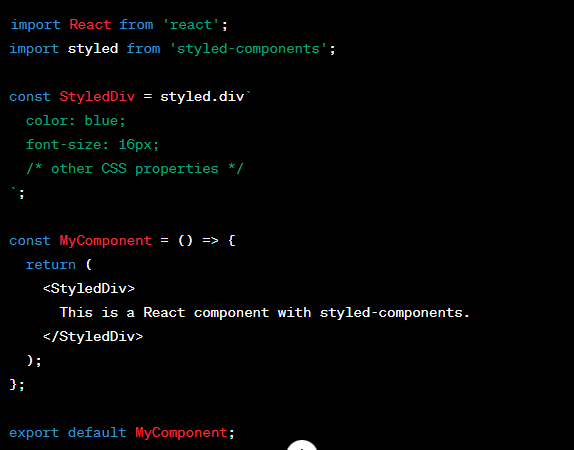 import React from 'react';
import styled from 'styled-components';
const StyledDiv = styled.div`
color: blue;
font-size: 16px;
/* other CSS properties */
`;
const MyComponent = () => {
return (
<StyledDiv>
This is a React component with styled-components.
</StyledDiv>
);
};
export default MyComponent;